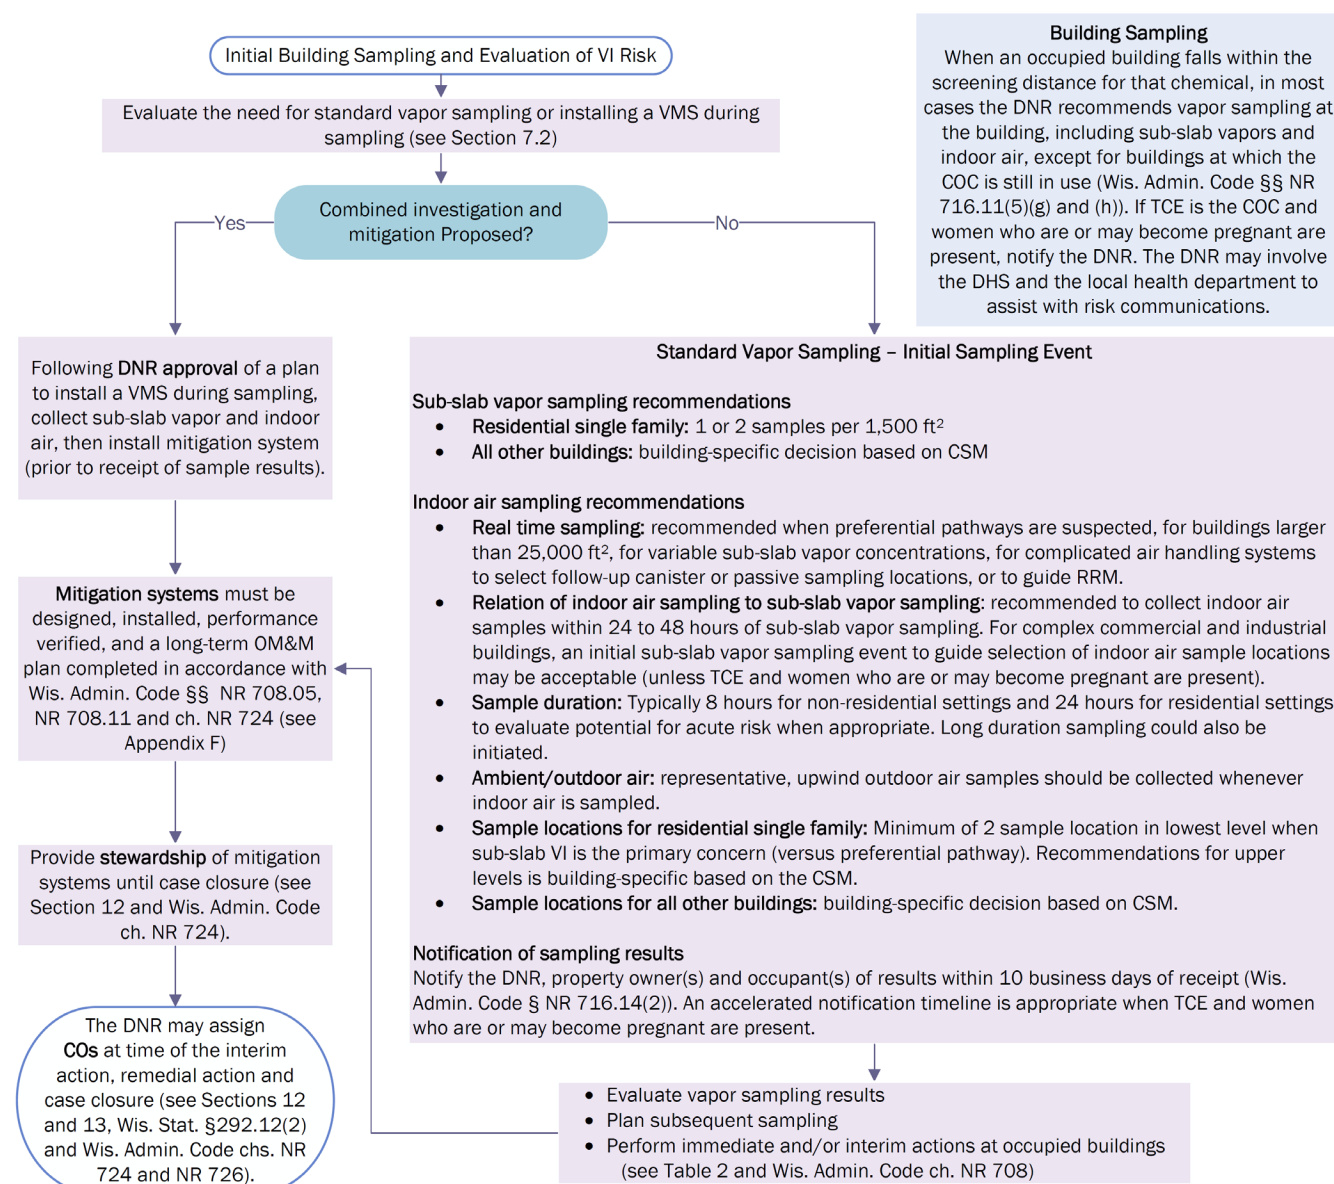 Initial Building Sampling and Evaluation of VI Risk
Evaluate the need for standard vapor sampling or installing a VMS during
sampling (see Section 7.2)
Combined investigation and
mitigation Proposed?
Yes
No
Building Sampling
When an occupied building falls within the
screening distance for that chemical, in most
cases the DNR recommends vapor sampling at
the building, including sub-slab vapors and
indoor air, except for buildings at which the
COC is still in use (Wis. Admin. Code §§ NR
716.11(5)(g) and (h)). If TCE is the COC and
women who are or may become pregnant are
present, notify the DNR. The DNR may involve
the DHS and the local health department to
assist with risk communications.
Following DNR approval of a plan
to install a VMS during sampling,
collect sub-slab vapor and indoor
air, then install mitigation system
(prior to receipt of sample results).
Mitigation systems must be
designed, installed, performance
verified, and a long-term OM&M
plan completed in accordance with
Wis. Admin. Code §§ NR 708.05,
NR 708.11 and ch. NR 724 (see
Appendix F)
Provide stewardship of mitigation
systems until case closure (see
Section 12 and Wis. Admin. Code
ch. NR 724).
The DNR may assign
COs at time of the interim
action, remedial action and
case closure (see Sections 12
and 13, Wis. Stat. §292.12(2)
and Wis. Admin. Code chs. NR
724 and NR 726).
Standard Vapor Sampling – Initial Sampling Event
Sub-slab vapor sampling recommendations
• Residential single family: 1 or 2 samples per 1,500 ft²
• All other buildings: building-specific decision based on CSM
Indoor air sampling recommendations
• Real time sampling: recommended when preferential pathways are suspected, for buildings larger
than 25,000 ft², for variable sub-slab vapor concentrations, for complicated air handling systems
to select follow-up canister or passive sampling locations, or to guide RRM.
• Relation of indoor air sampling to sub-slab vapor sampling: recommended to collect indoor air
samples within 24 to 48 hours of sub-slab vapor sampling. For complex commercial and industrial
buildings, an initial sub-slab vapor sampling event to guide selection of indoor air sample locations
may be acceptable (unless TCE and women who are or may become pregnant are present).
• Sample duration: Typically 8 hours for non-residential settings and 24 hours for residential settings
to evaluate potential for acute risk when appropriate. Long duration sampling could also be
initiated.
• Ambient/outdoor air: representative, upwind outdoor air samples should be collected whenever
indoor air is sampled.
• Sample locations for residential single family: Minimum of 2 sample location in lowest level when
sub-slab VI is the primary concern (versus preferential pathway). Recommendations for upper
levels is building-specific based on the CSM.
• Sample locations for all other buildings: building-specific decision based on CSM.
Notification of sampling results
Notify the DNR, property owner(s) and occupant(s) of results within 10 business days of receipt (Wis.
Admin. Code § NR 716.14(2)). An accelerated notification timeline is appropriate when TCE and women
who are or may become pregnant are present.
• Evaluate vapor sampling results
• Plan subsequent sampling
• Perform immediate and/or interim actions at occupied buildings
(see Table 2 and Wis. Admin. Code ch. NR 708)